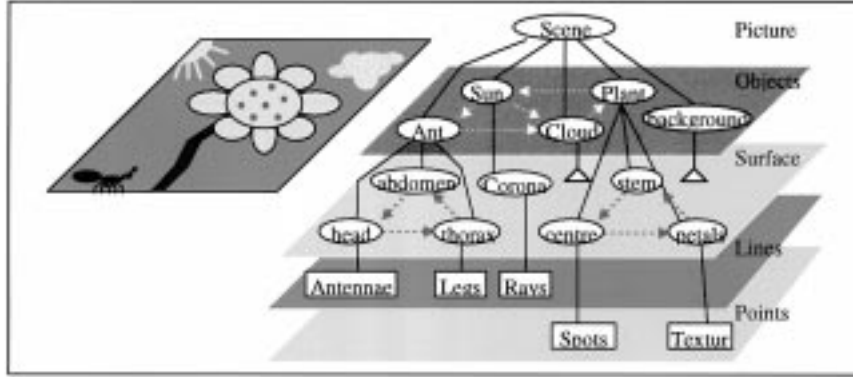 Scene
Picture
Objects
Sun
Plant
background
Ant
Cloud
Surface
abdomen
Corona
stem
head
thorax
centre
petals
Lines
Antennae
Legs
Rays
Points
Spots
Textur